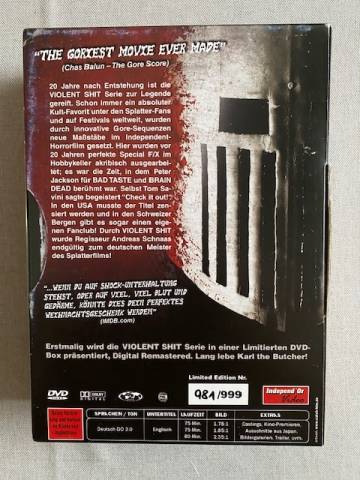 "THE GORIEST MOVIE EVER MADE"
(Chas Balun – The Gore Score)
20 Jahre nach Entstehung ist die
VIOLENT SHIT Serie zur Legende
gereift. Schon immer ein absoluter
Kult-Favorit unter den Splatter-Fans
und auf Festivals weltweit, wurden
durch innovative Gore-Sequenzen
neue Maßstäbe im Independent-
Horrorfilm gesetzt. Hier wurden vor
20 Jahren perfekte Special F/X im
Hobbykeller akribisch ausgearbei-
tet; es war die Zeit, in dem Peter
Jackson für BAD TASTE und BRAIN
DEAD berühmt war. Selbst Tom Sa-
vini sagte begeistert "Check it out!"
In den USA musste der Titel zen-
siert werden und in den Schweizer
Bergen gibt es sogar einen eige-
nen Fanclub! Durch VIOLENT SHIT
wurde Regisseur Andreas Schnaas
endgültig zum deutschen Meister
des Splatterfilms!
"...WENN DU AUF SHOCK-UNTERHALTUNG
STEHST, ODER AUF VIEL, VIEL BLUT UND
GEDÄRME, KÖNNTE DIES DEIN PERFEKTES
WEIHNACHTSGESCHENK WERDEN"
(IMDB.com)
Erstmalig wird die VIOLENT SHIT Serie in einer Limitierten DVD-
Box präsentiert, Digital Remastered. Lang lebe Karl the Butcher!
Limited Edition Nr.
981/999
Independ'Or
Video
DVD
VIDEO
DOLBY
DIGITAL
SPRACHEN / TON
UNTERTITEL
LAUFZEIT
BILD
EXTRAS
Deutsch DD 2.0
Englisch
75 Min.
75 Min.
80 Min.
1.78:1
1.85:1
2.35:1
Castings, Kino-Premieren,
Ausschnitte aus Japan,
Bildergalerien, Trailer, uvm.